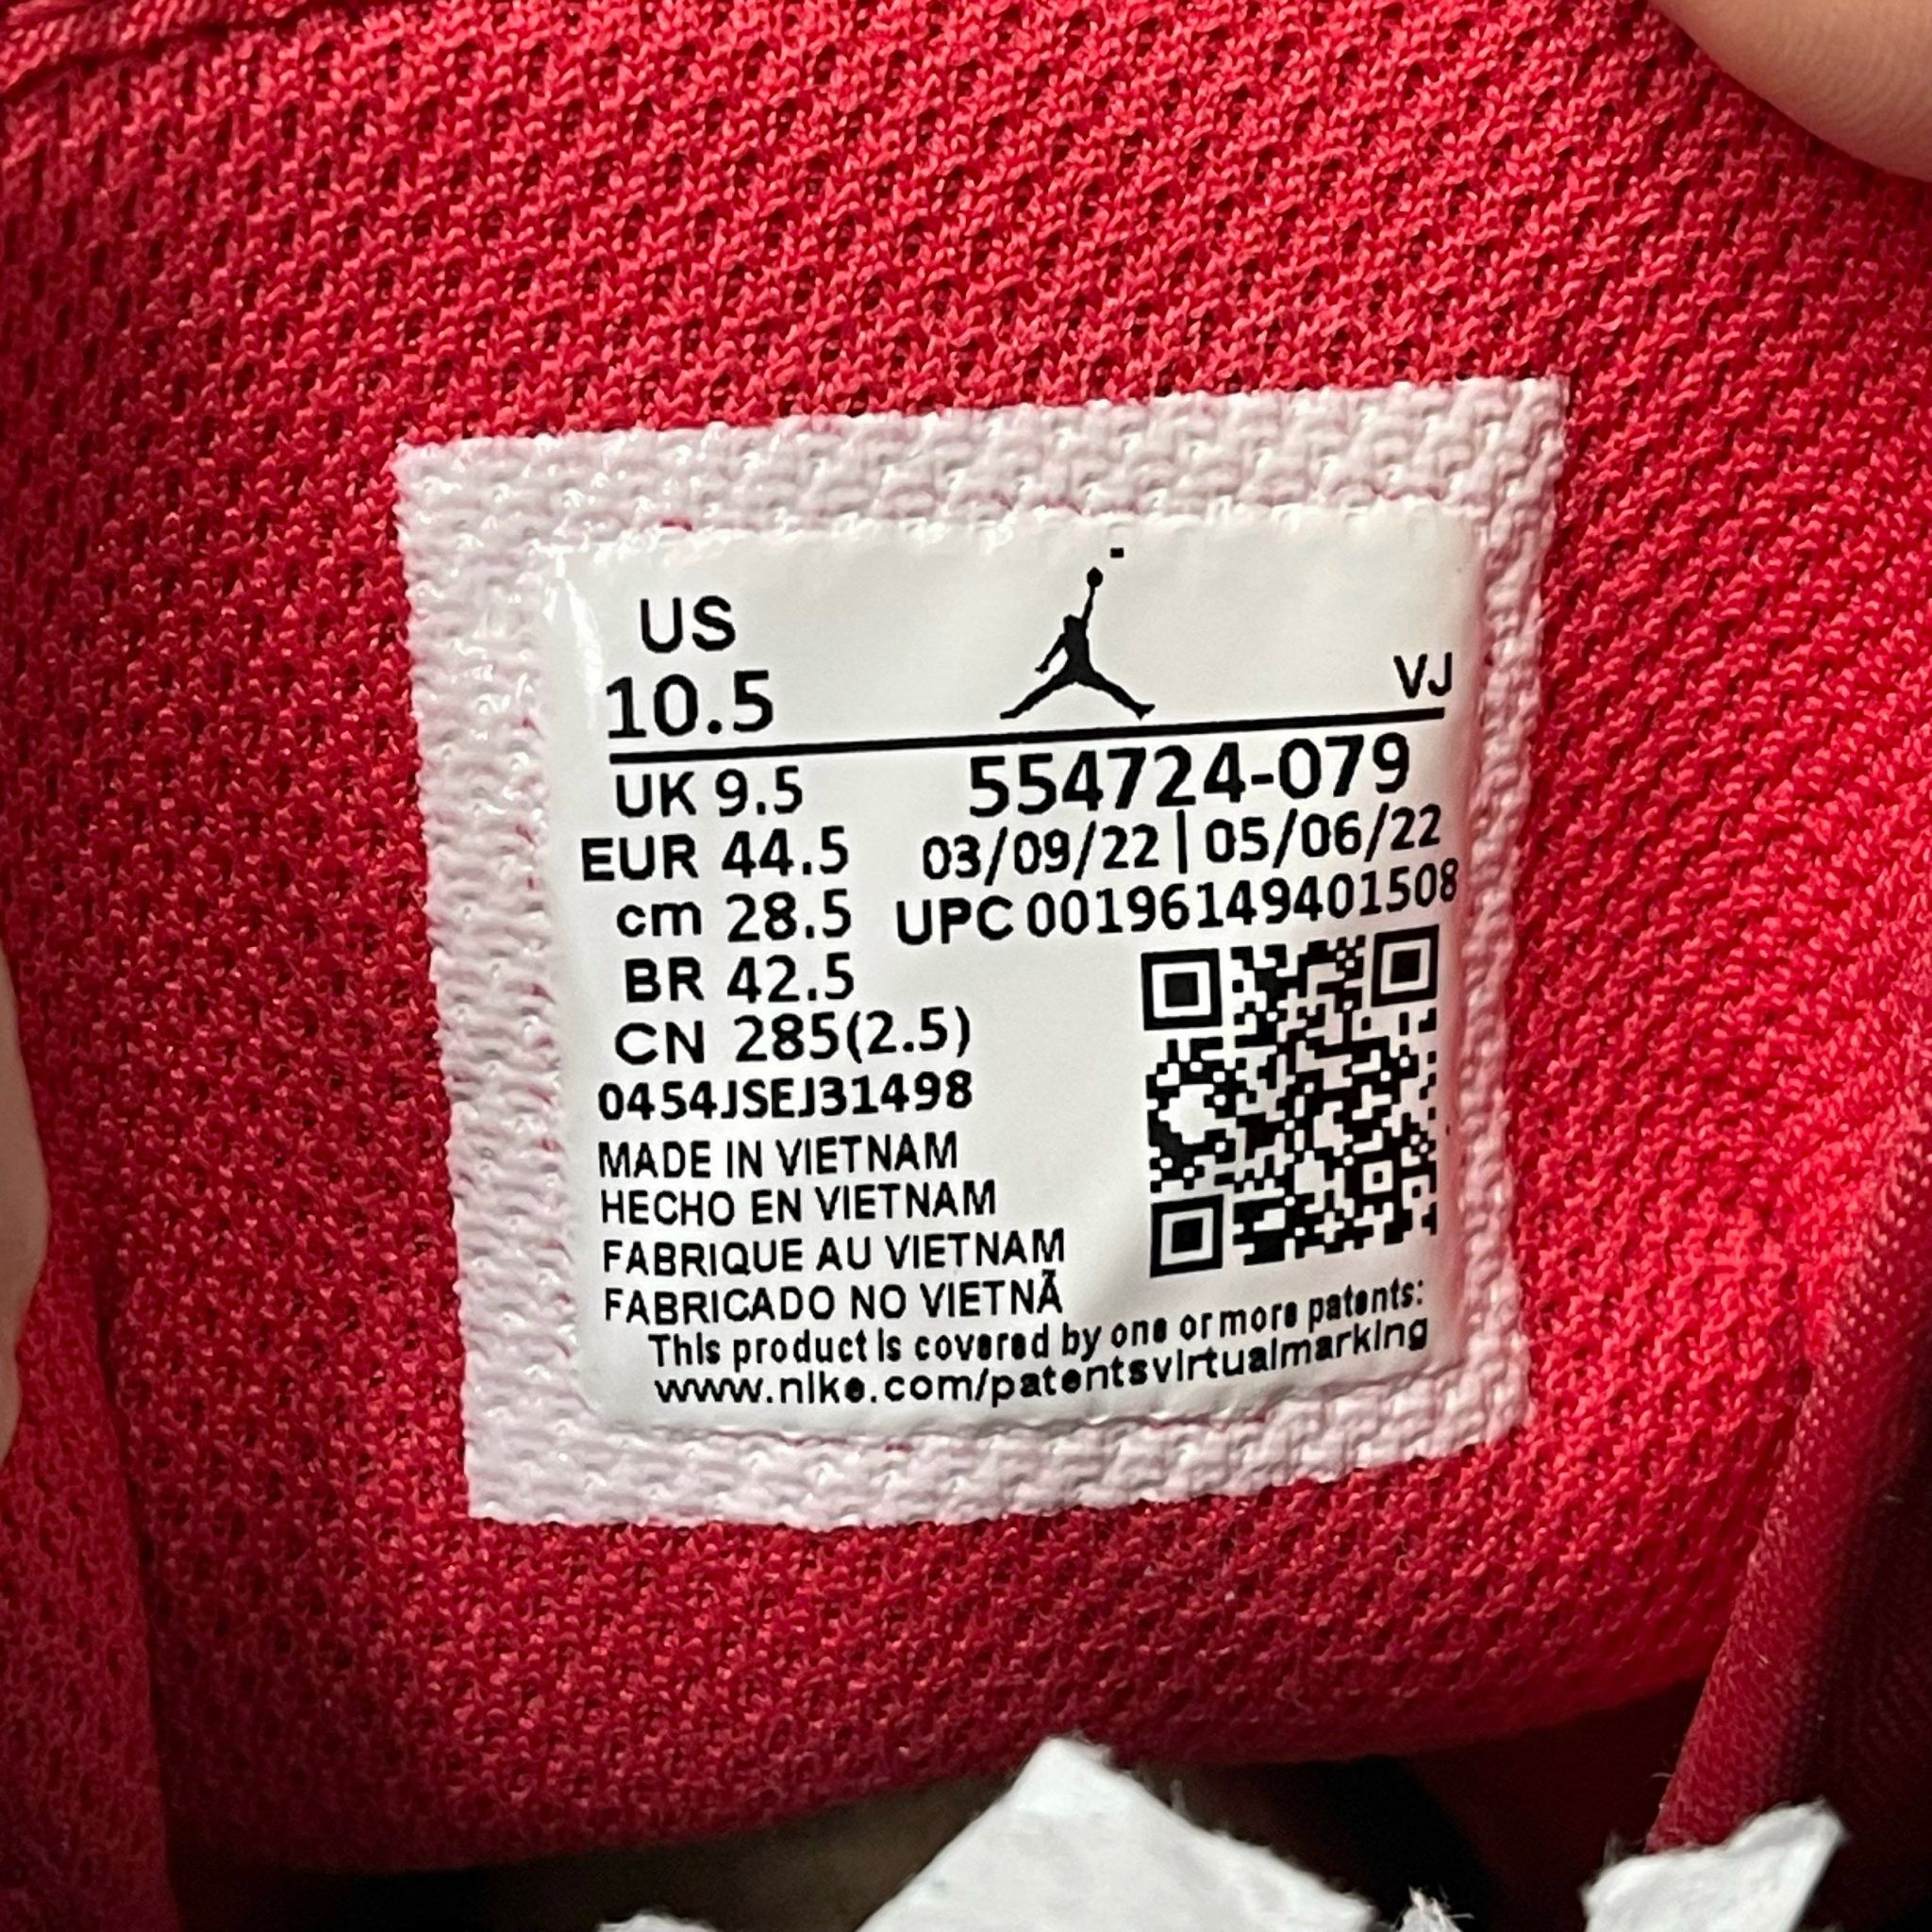 US
10.5
VJ
UK 9.5
554724-079
EUR 44.5
03/09/22 | 05/06/22
cm 28.5
UPC 00196149401508
BR 42.5
CN 285(2.5)
0454JSEJ31498
MADE IN VIETNAM
HECHO EN VIETNAM
FABRIQUE AU VIETNAM
FABRICADO NO VIETNÃ
This product is covered by one or more patents:
www.nike.com/patentsvirtualmarking